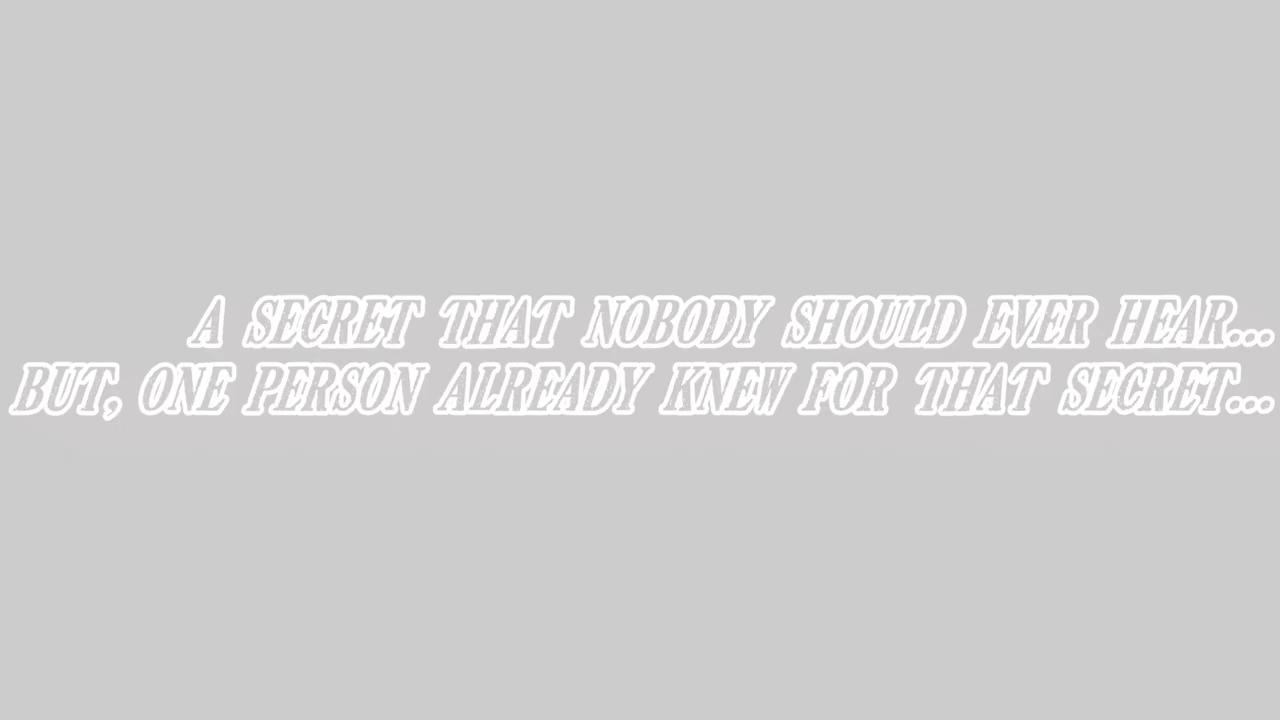 A SECRET THAT NOBODY SHOULD EVER HEAR...
BUT, ONE PERSON ALREADY KNEW FOR THAT SECRET...